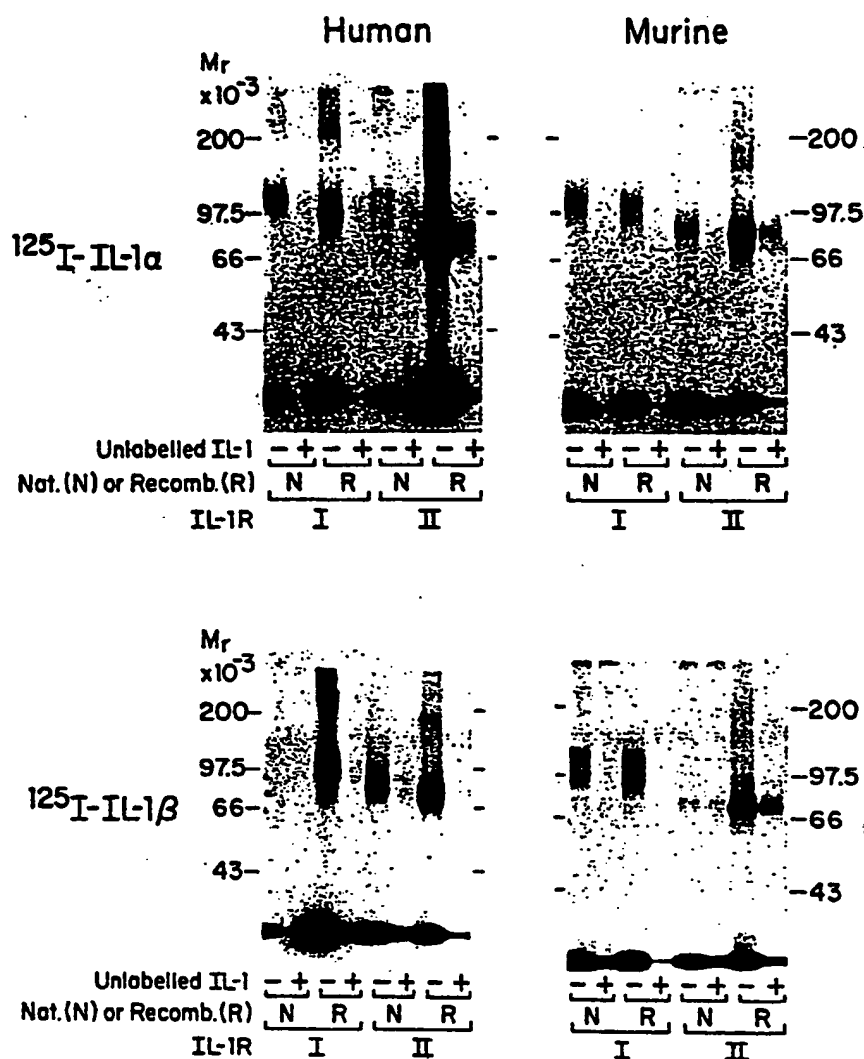 Human Murine
Mr
x10⁻³
200– –200
97.5– –97.5
¹²⁵I-IL-1α
66– –66
43– –43
Unlabelled IL-1 – + – + – + – + – + – + – + – +
Nat.(N) or Recomb.(R) N R N R N R N R
IL-1R I II I II
Mr
x10⁻³
200– –200
97.5– –97.5
¹²⁵I-IL-1β
66– –66
43– –43
Unlabelled IL-1 – + – + – + – + – + – + – + – +
Nat.(N) or Recomb.(R) N R N R N R N R
IL-1R I II I II